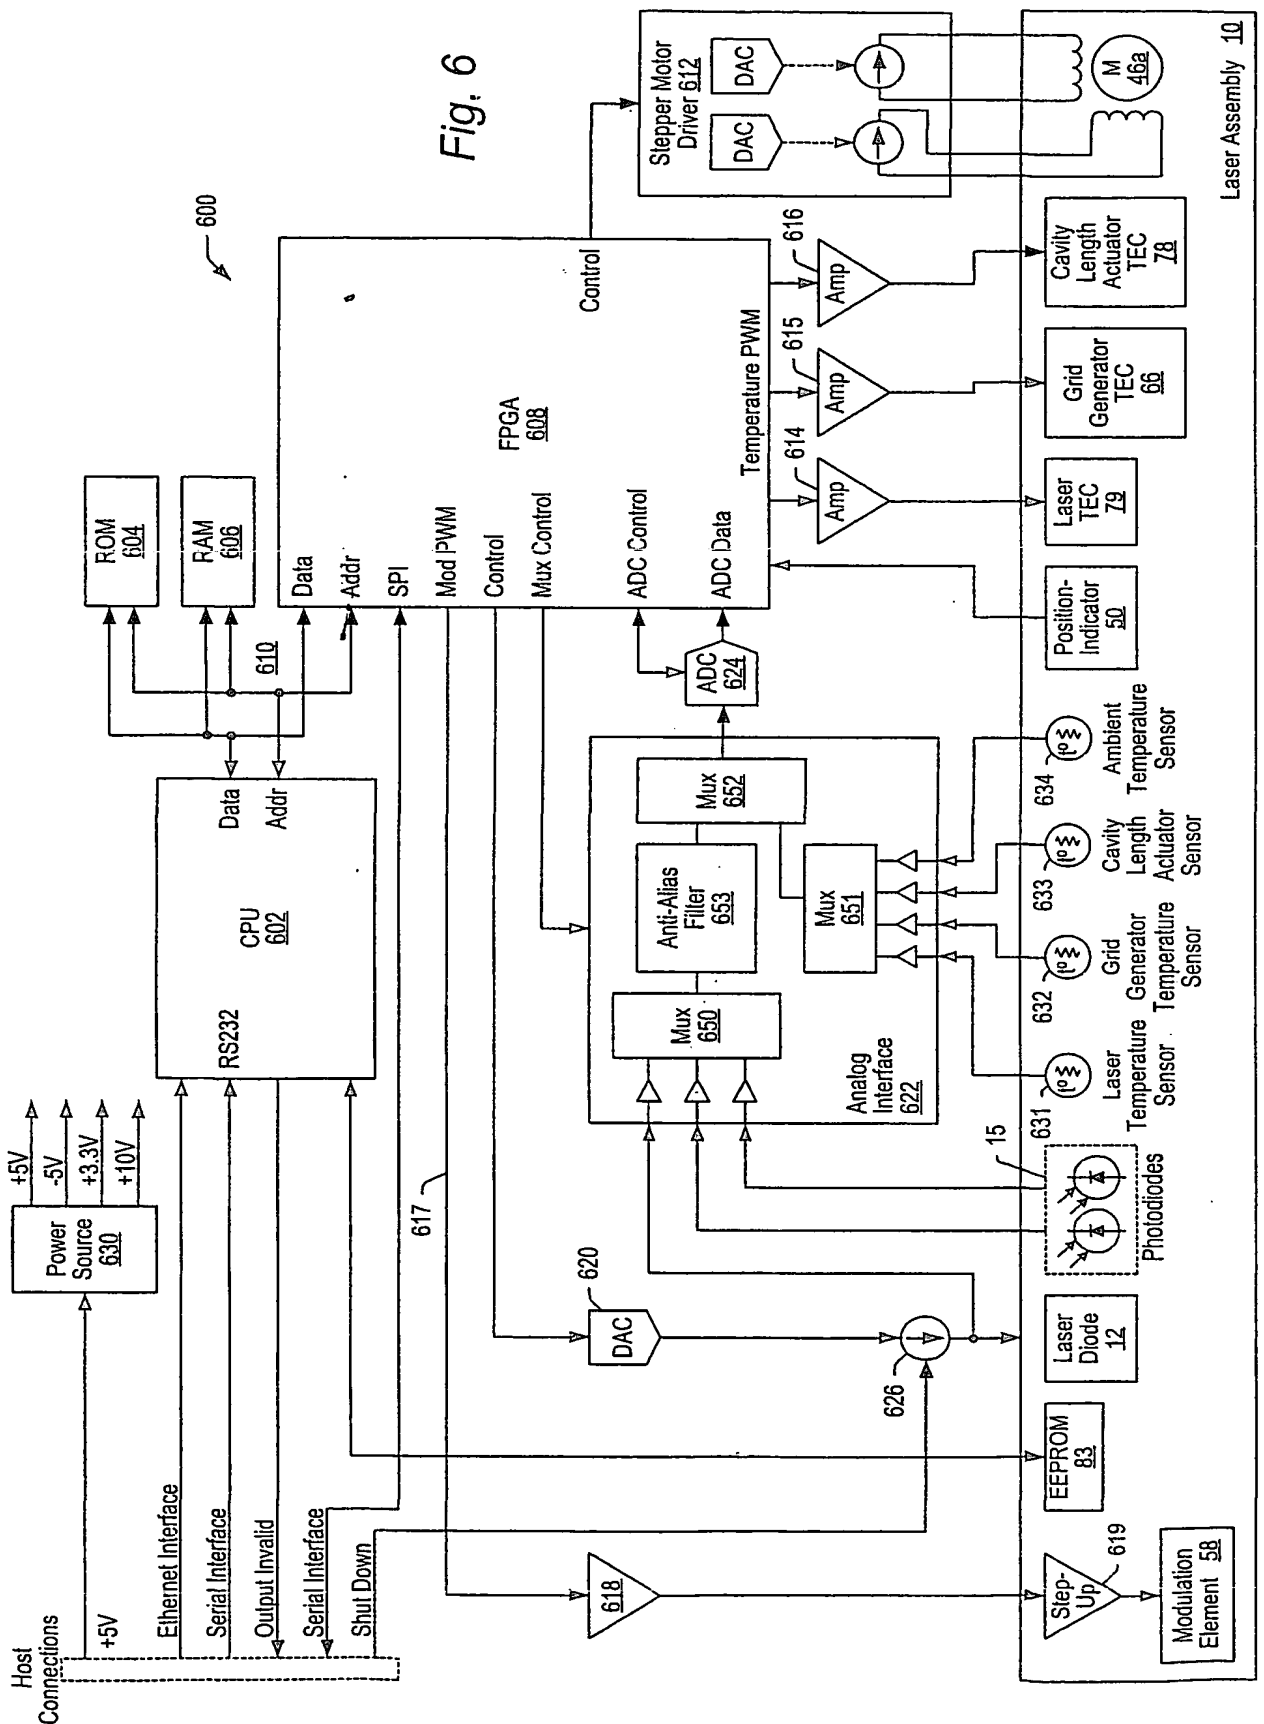 Fig. 6
600
Host
Connections
+5V
Ethernet Interface
Serial Interface
Output Invalid
Serial Interface
Shut Down
Power
Source
630
+5V
-5V
+3.3V
+10V
RS232
CPU
602
Data
Addr
ROM
604
RAM
606
610
Data
Addr
SPI
Mod PWM
Control
Mux Control
ADC Control
ADC Data
FPGA
608
Control
Temperature PWM
617
618
DAC
620
626
Analog
Interface
622
Mux
650
Anti-Alias
Filter
653
Mux
652
Mux
651
ADC
624
Amp
614
Amp
615
Amp
616
Stepper Motor
Driver 612
DAC
DAC
Step-
Up
619
Modulation
Element 58
EEPROM
83
Laser
Diode
12
15
Photodiodes
631
Laser
Temperature
Sensor
632
Grid
Generator
Temperature
Sensor
633
Cavity
Length
Actuator
Sensor
634
Ambient
Temperature
Sensor
Position-
Indicator
50
Laser
TEC
79
Grid
Generator
TEC
66
Cavity
Length
Actuator
TEC
78
M
46a
Laser Assembly 10